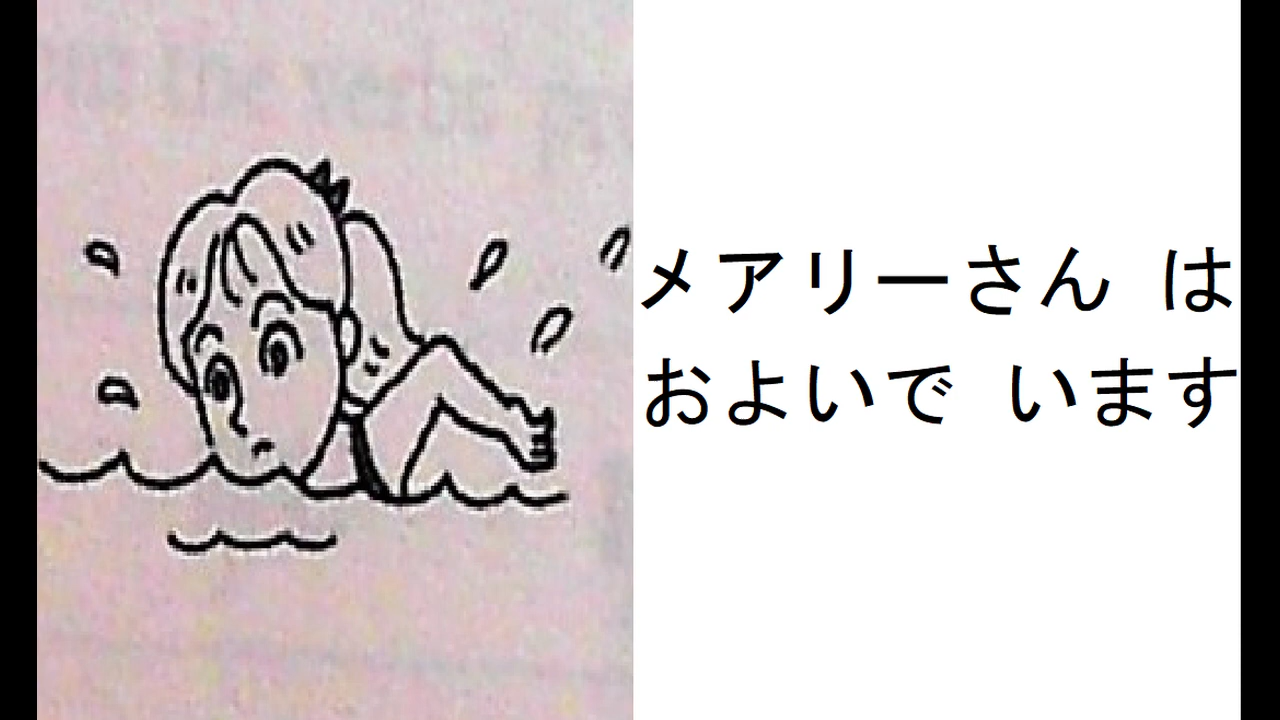 メアリーさん は
およいで います